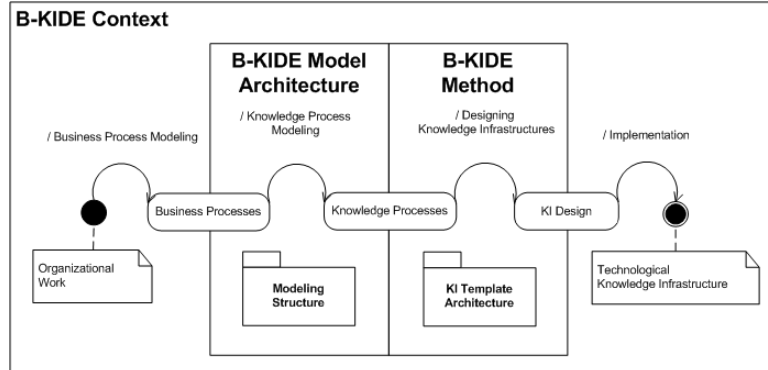 B-KIDE Context
B-KIDE Model
Architecture
B-KIDE
Method
/ Business Process Modeling
/ Knowledge Process
Modeling
/ Designing
Knowledge Infrastructures
/ Implementation
Business Processes
Knowledge Processes
KI Design
Organizational
Work
Modeling
Structure
KI Template
Architecture
Technological
Knowledge Infrastructure